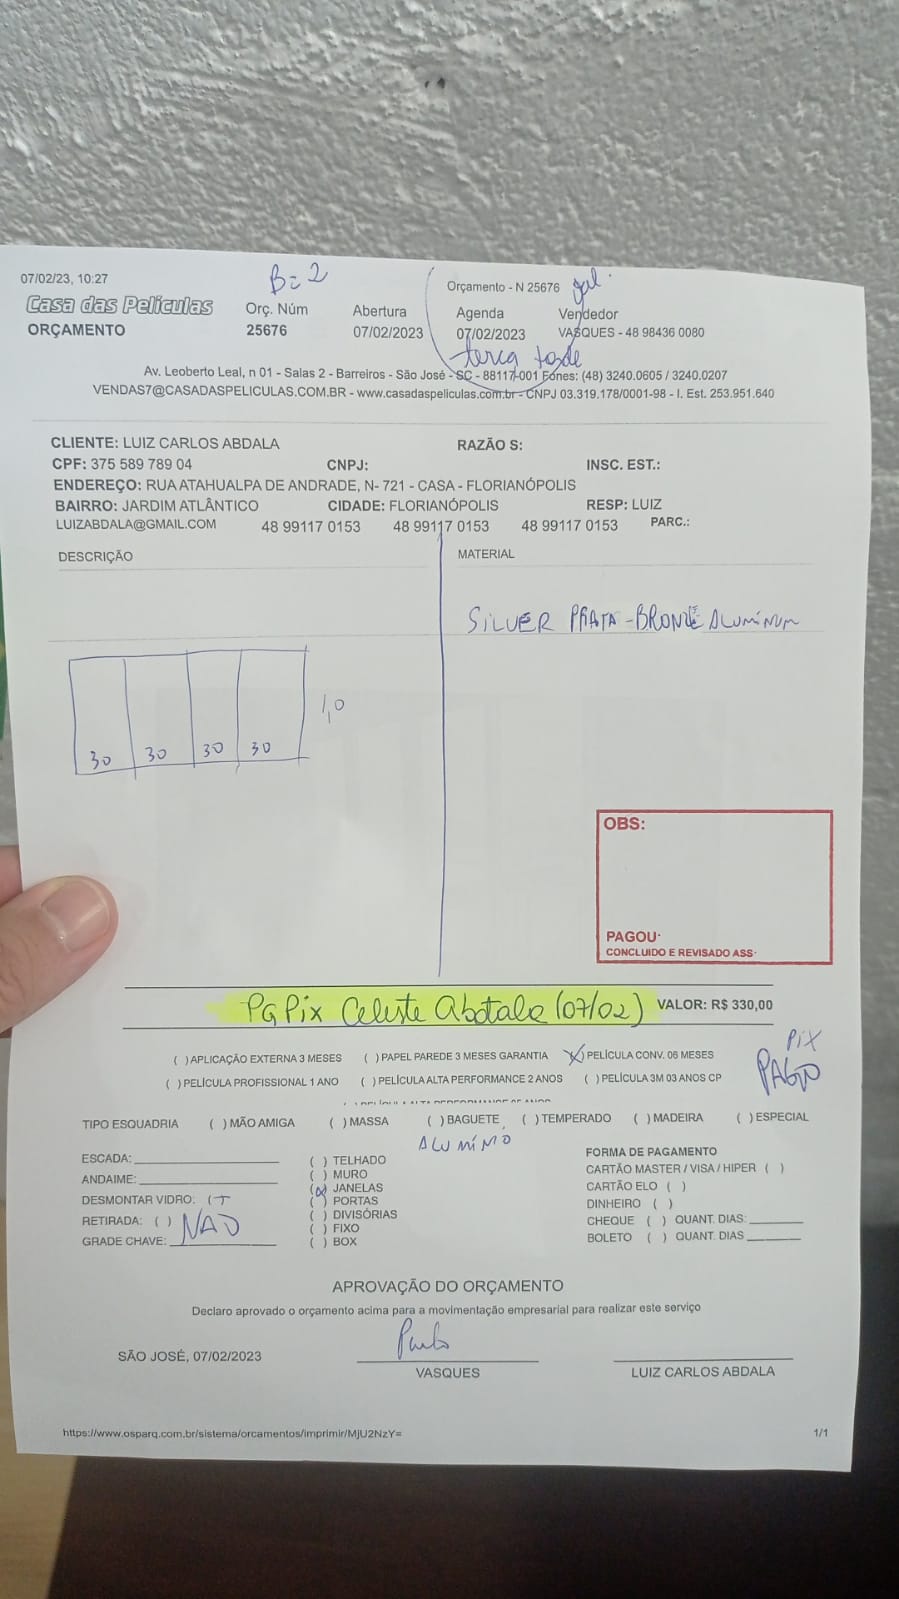 07/02/23, 10:27
B=2
Orçamento - N 25676
Casa das Películas
Orç. Núm
Abertura
Agenda
Vendedor
ORÇAMENTO
25676
07/02/2023
07/02/2023
VASQUES - 48 98436 0080
terça tarde
Av. Leoberto Leal, n 01 - Salas 2 - Barreiros - São José - SC - 88117-001 Fones: (48) 3240.0605 / 3240.0207
VENDAS7@CASADASPELICULAS.COM.BR - www.casadaspeliculas.com.br - CNPJ 03.319.178/0001-98 - I. Est. 253.951.640
CLIENTE: LUIZ CARLOS ABDALA RAZÃO S:
CPF: 375 589 789 04 CNPJ: INSC. EST.:
ENDEREÇO: RUA ATAHUALPA DE ANDRADE, N- 721 - CASA - FLORIANÓPOLIS
BAIRRO: JARDIM ATLÂNTICO CIDADE: FLORIANÓPOLIS RESP: LUIZ
LUIZABDALA@GMAIL.COM 48 99117 0153 48 99117 0153 48 99117 0153 PARC.:
DESCRIÇÃO MATERIAL
SILVER PRATA - BRONZE ALUMÍNUM
1,0
30 30 30 30
OBS:
PAGOU:
CONCLUIDO E REVISADO ASS:
PG Pix Celeste Abotala (07/02) VALOR: R$ 330,00
PIX
PAGO
( ) APLICAÇÃO EXTERNA 3 MESES ( ) PAPEL PAREDE 3 MESES GARANTIA (X) PELÍCULA CONV. 06 MESES
( ) PELÍCULA PROFISSIONAL 1 ANO ( ) PELÍCULA ALTA PERFORMANCE 2 ANOS ( ) PELÍCULA 3M 03 ANOS CP
TIPO ESQUADRIA ( ) MÃO AMIGA ( ) MASSA ( ) BAGUETE ( ) TEMPERADO ( ) MADEIRA ( ) ESPECIAL
ALUMÍNIO
ESCADA:
ANDAIME:
DESMONTAR VIDRO: (
RETIRADA: ( ) NAO
GRADE CHAVE:
( ) TELHADO
( ) MURO
(X) JANELAS
( ) PORTAS
( ) DIVISÓRIAS
( ) FIXO
( ) BOX
FORMA DE PAGAMENTO
CARTÃO MASTER / VISA / HIPER ( )
CARTÃO ELO ( )
DINHEIRO ( )
CHEQUE ( ) QUANT. DIAS:
BOLETO ( ) QUANT. DIAS
APROVAÇÃO DO ORÇAMENTO
Declaro aprovado o orçamento acima para a movimentação empresarial para realizar este serviço
SÃO JOSÉ, 07/02/2023
VASQUES
LUIZ CARLOS ABDALA
https://www.osparq.com.br/sistema/orcamentos/imprimir/MjU2NzY= 1/1